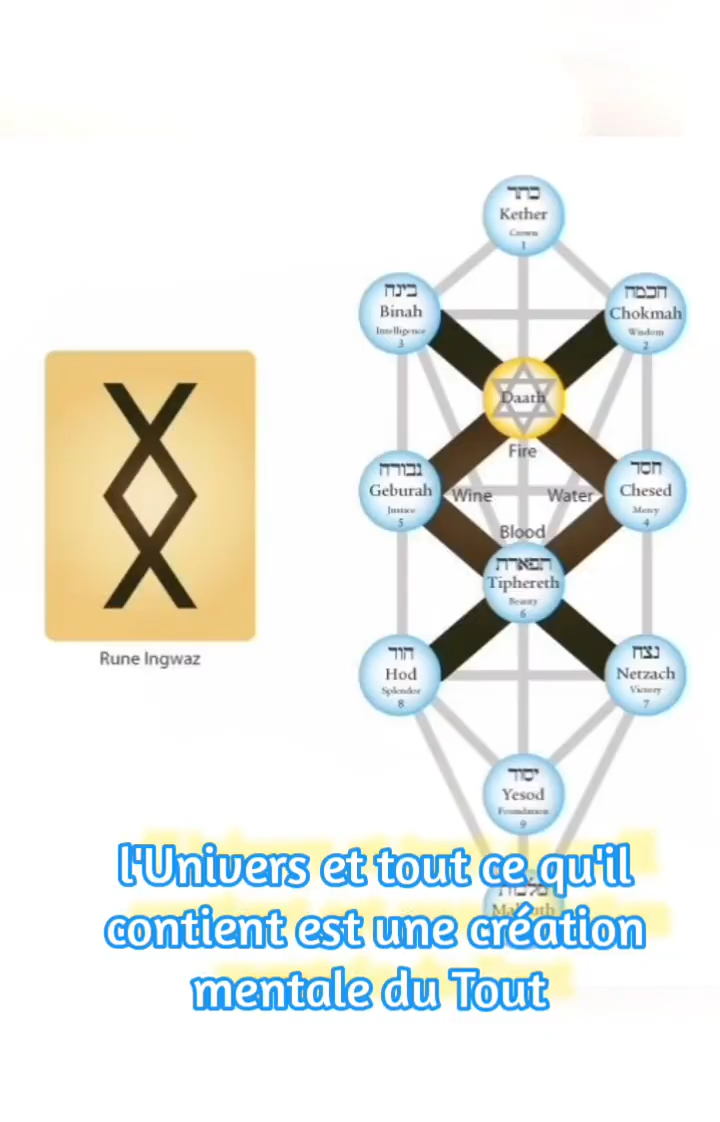 כתר
Kether
Crown
1
בינה
Binah
Intelligence
3
חכמה
Chokmah
Wisdom
2
Daath
Fire
גבורה
Geburah
Justice
5
Wine
Water
חסד
Chesed
Mercy
4
Blood
תפארת
Tiphereth
Beauty
6
Rune Ingwaz
הוד
Hod
Splendor
8
נצח
Netzach
Victory
7
יסוד
Yesod
Foundation
9
l'Univers et tout ce qu'il
contient est une création
mentale du Tout